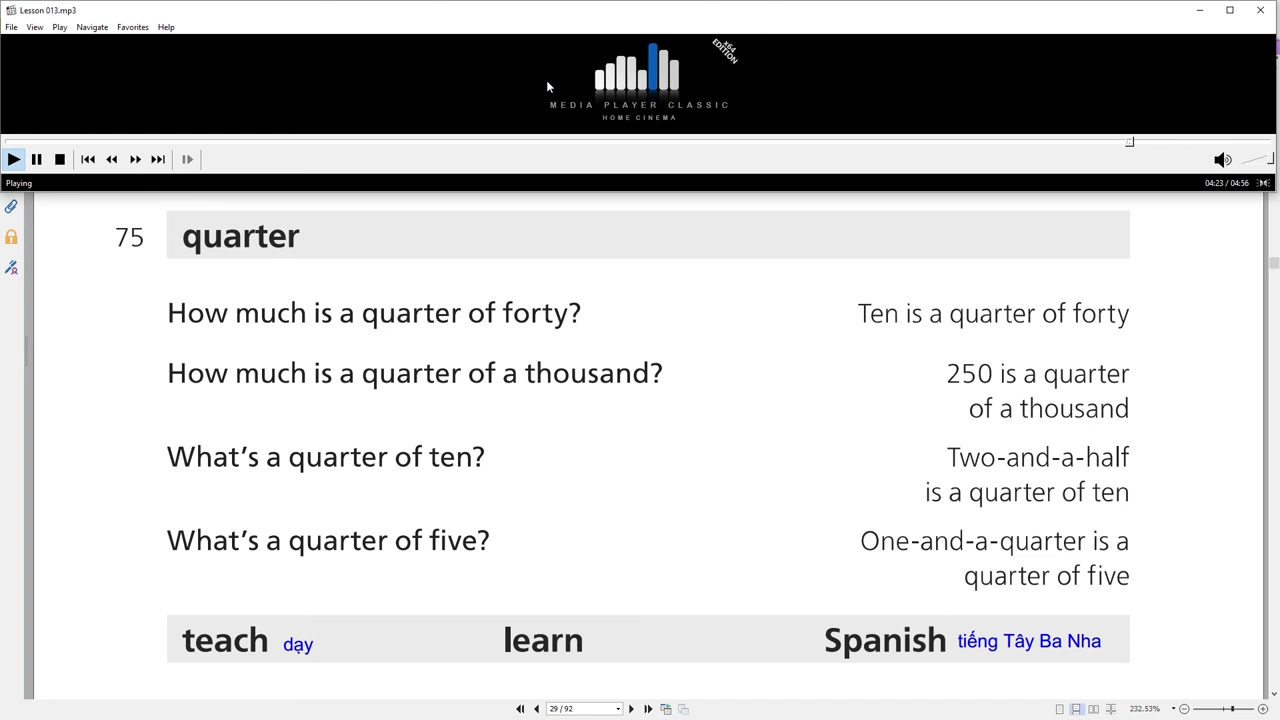 Lesson 013.mp3
File View Play Navigate Favorites Help
x64
EDITION
MEDIA PLAYER CLASSIC
HOME CINEMA
Playing
04:23 / 04:56
75 quarter
How much is a quarter of forty? Ten is a quarter of forty
How much is a quarter of a thousand? 250 is a quarter
of a thousand
What's a quarter of ten? Two-and-a-half
is a quarter of ten
What's a quarter of five? One-and-a-quarter is a
quarter of five
teach dạy learn Spanish tiếng Tây Ba Nha
29 / 92
232.53%